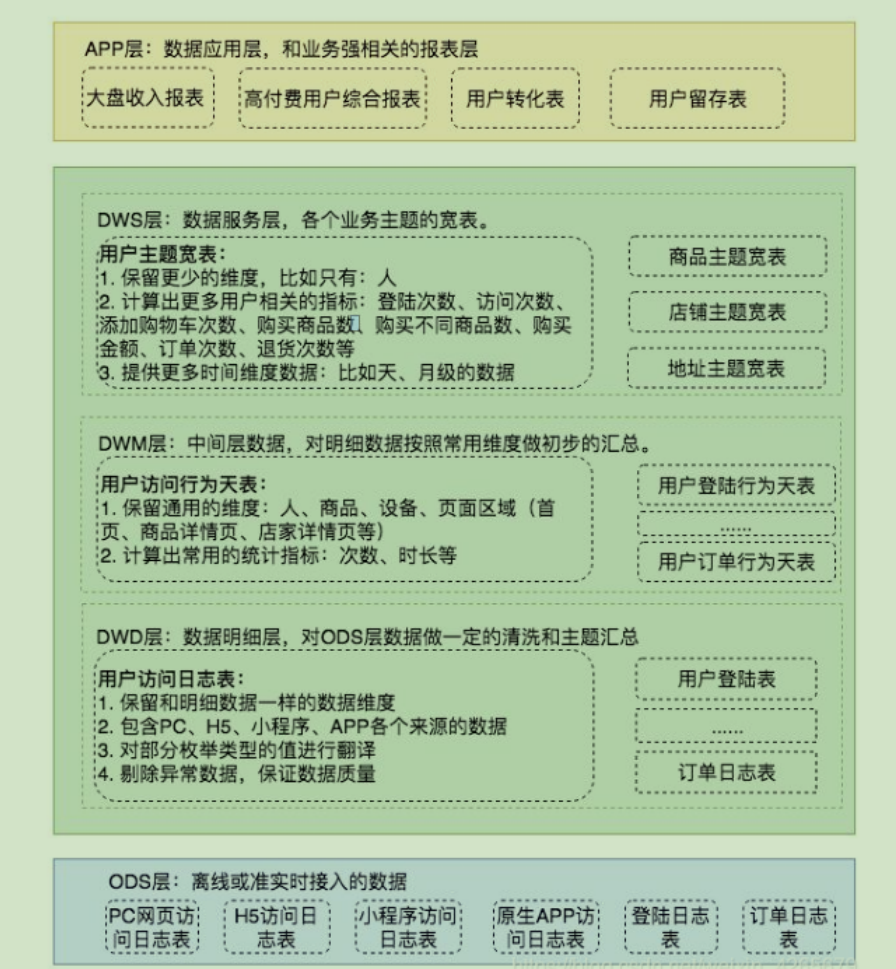 APP层：数据应用层，和业务强相关的报表层
大盘收入报表
高付费用户综合报表
用户转化表
用户留存表
DWS层：数据服务层，各个业务主题的宽表。
用户主题宽表：
1. 保留更少的维度，比如只有：人
2. 计算出更多用户相关的指标：登陆次数、访问次数、
添加购物车次数、购买商品数、购买不同商品数、购买
金额、订单次数、退货次数等
3. 提供更多时间维度数据：比如天、月级的数据
商品主题宽表
店铺主题宽表
地址主题宽表
DWM层：中间层数据，对明细数据按照常用维度做初步的汇总。
用户访问行为天表：
1. 保留通用的维度：人、商品、设备、页面区域（首
页、商品详情页、店家详情页等）
2. 计算出常用的统计指标：次数、时长等
用户登陆行为天表
......
用户订单行为天表
DWD层：数据明细层，对ODS层数据做一定的清洗和主题汇总
用户访问日志表：
1. 保留和明细数据一样的数据维度
2. 包含PC、H5、小程序、APP各个来源的数据
3. 对部分枚举类型的值进行翻译
4. 剔除异常数据，保证数据质量
用户登陆表
......
订单日志表
ODS层：离线或准实时接入的数据
PC网页访
问日志表
H5访问日
志表
小程序访问
日志表
原生APP访
问日志表
登陆日志
表
订单日志
表